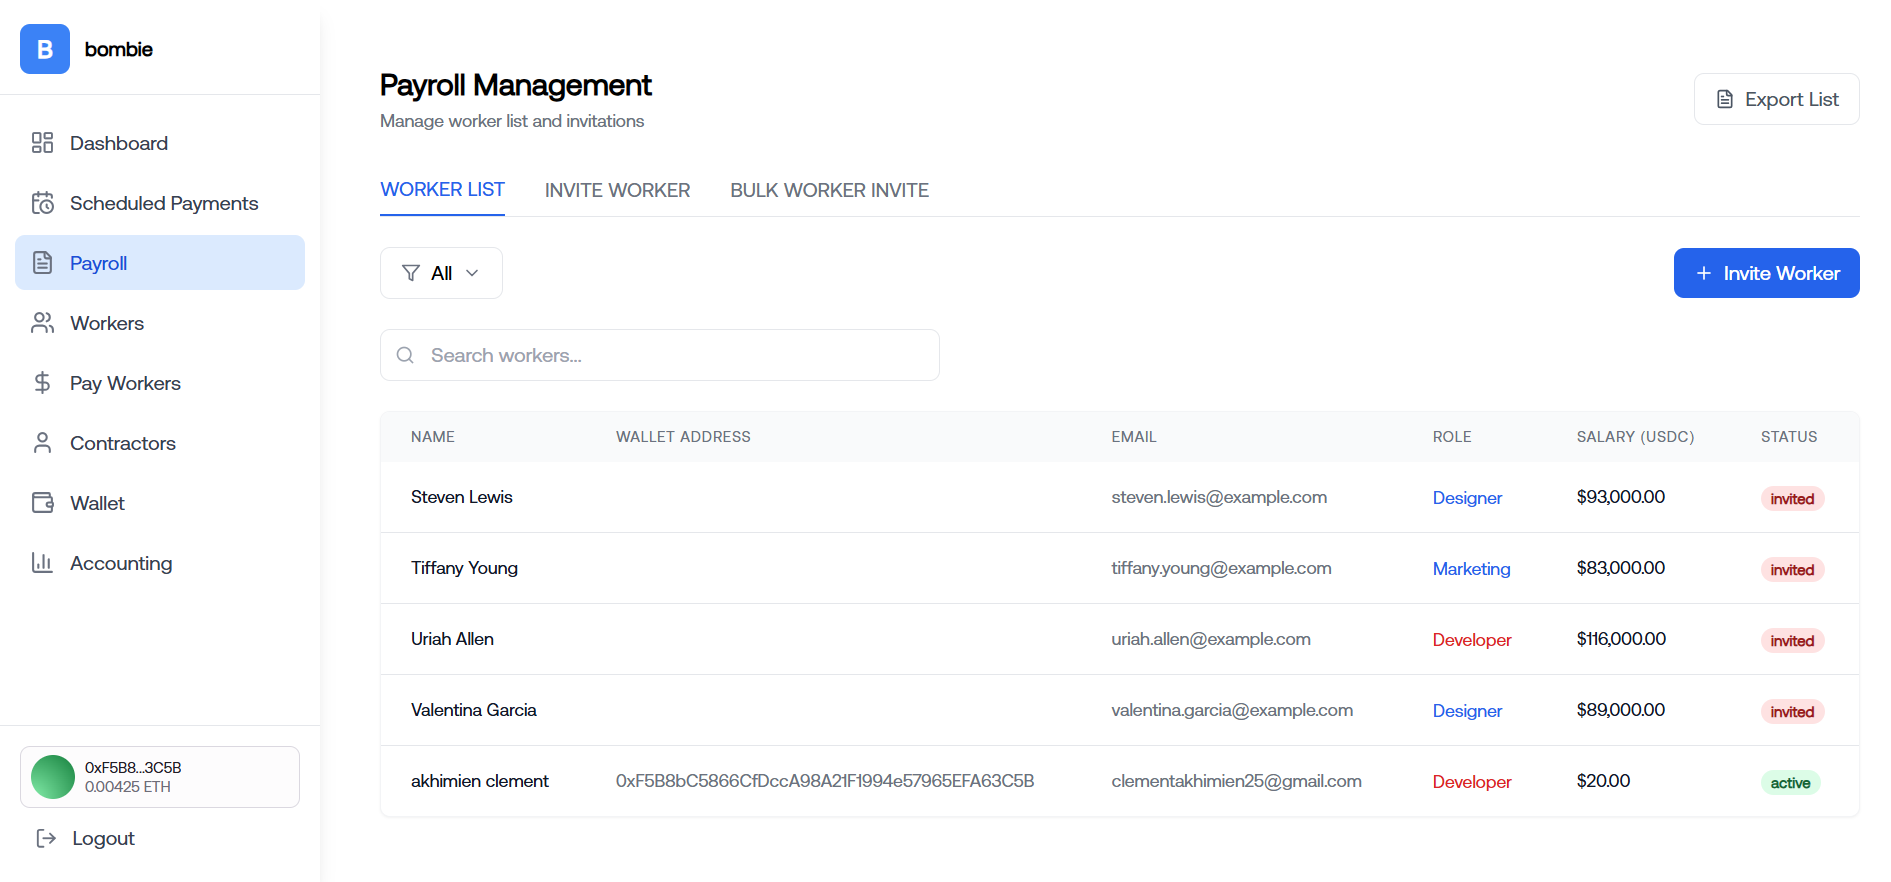 B
bombie
Dashboard
Scheduled Payments
Payroll
Workers
Pay Workers
Contractors
Wallet
Accounting
0xF5B8...3C5B
0.00425 ETH
Logout
Payroll Management
Manage worker list and invitations
Export List
WORKER LIST INVITE WORKER BULK WORKER INVITE
All
Invite Worker
Search workers...
NAME WALLET ADDRESS EMAIL ROLE SALARY (USDC) STATUS
Steven Lewis steven.lewis@example.com Designer $93,000.00 invited
Tiffany Young tiffany.young@example.com Marketing $83,000.00 invited
Uriah Allen uriah.allen@example.com Developer $116,000.00 invited
Valentina Garcia valentina.garcia@example.com Designer $89,000.00 invited
akhimien clement 0xF5B8bC5866CfDccA98A21F1994e57965EFA63C5B clementakhimien25@gmail.com Developer $20.00 active